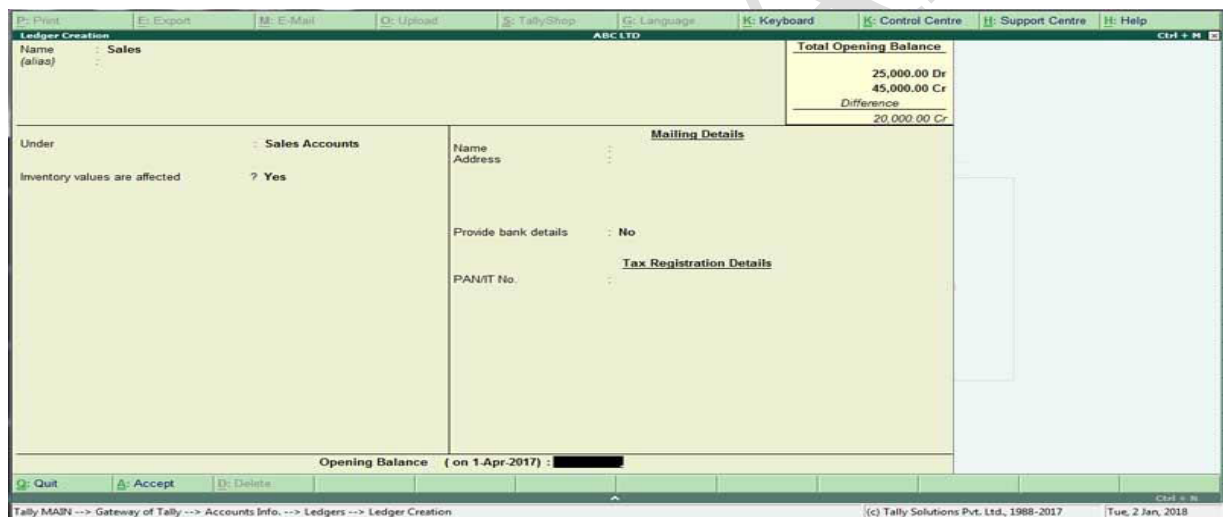 P: Print E: Export M: E-Mail O: Upload S: TallyShop G: Language K: Keyboard K: Control Centre H: Support Centre H: Help
Ledger Creation ABC LTD Ctrl + M
Name : Sales
(alias) :
Total Opening Balance
25,000.00 Dr
45,000.00 Cr
Difference
20,000.00 Cr
Under : Sales Accounts
Inventory values are affected ? Yes
Mailing Details
Name :
Address :
Provide bank details : No
Tax Registration Details
PAN/IT No. :
Opening Balance ( on 1-Apr-2017) :
Q: Quit A: Accept D: Delete
Ctrl + N
Tally MAIN --> Gateway of Tally --> Accounts Info. --> Ledgers --> Ledger Creation (c) Tally Solutions Pvt. Ltd., 1988-2017 Tue, 2 Jan, 2018